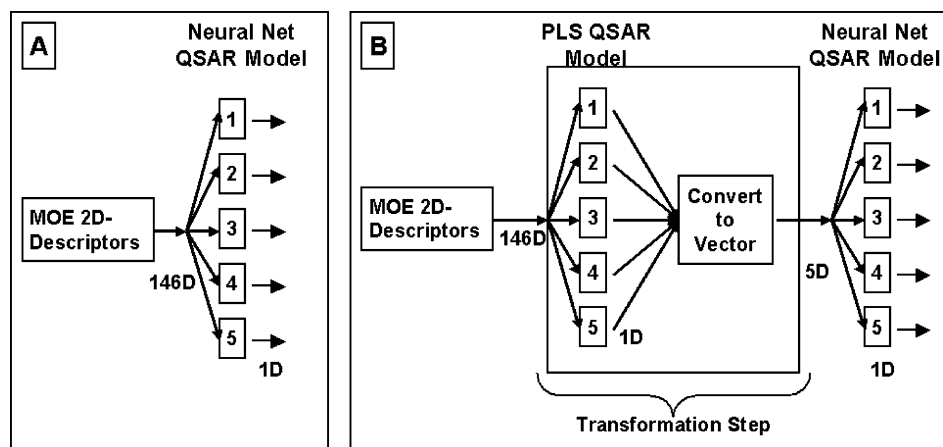 A
Neural Net
QSAR Model
1
2
3
4
5
MOE 2D-
Descriptors
146D
1D
B
PLS QSAR
Model
Neural Net
QSAR Model
1
2
3
4
5
MOE 2D-
Descriptors
146D
1D
Convert
to
Vector
5D
1
2
3
4
5
1D
Transformation Step